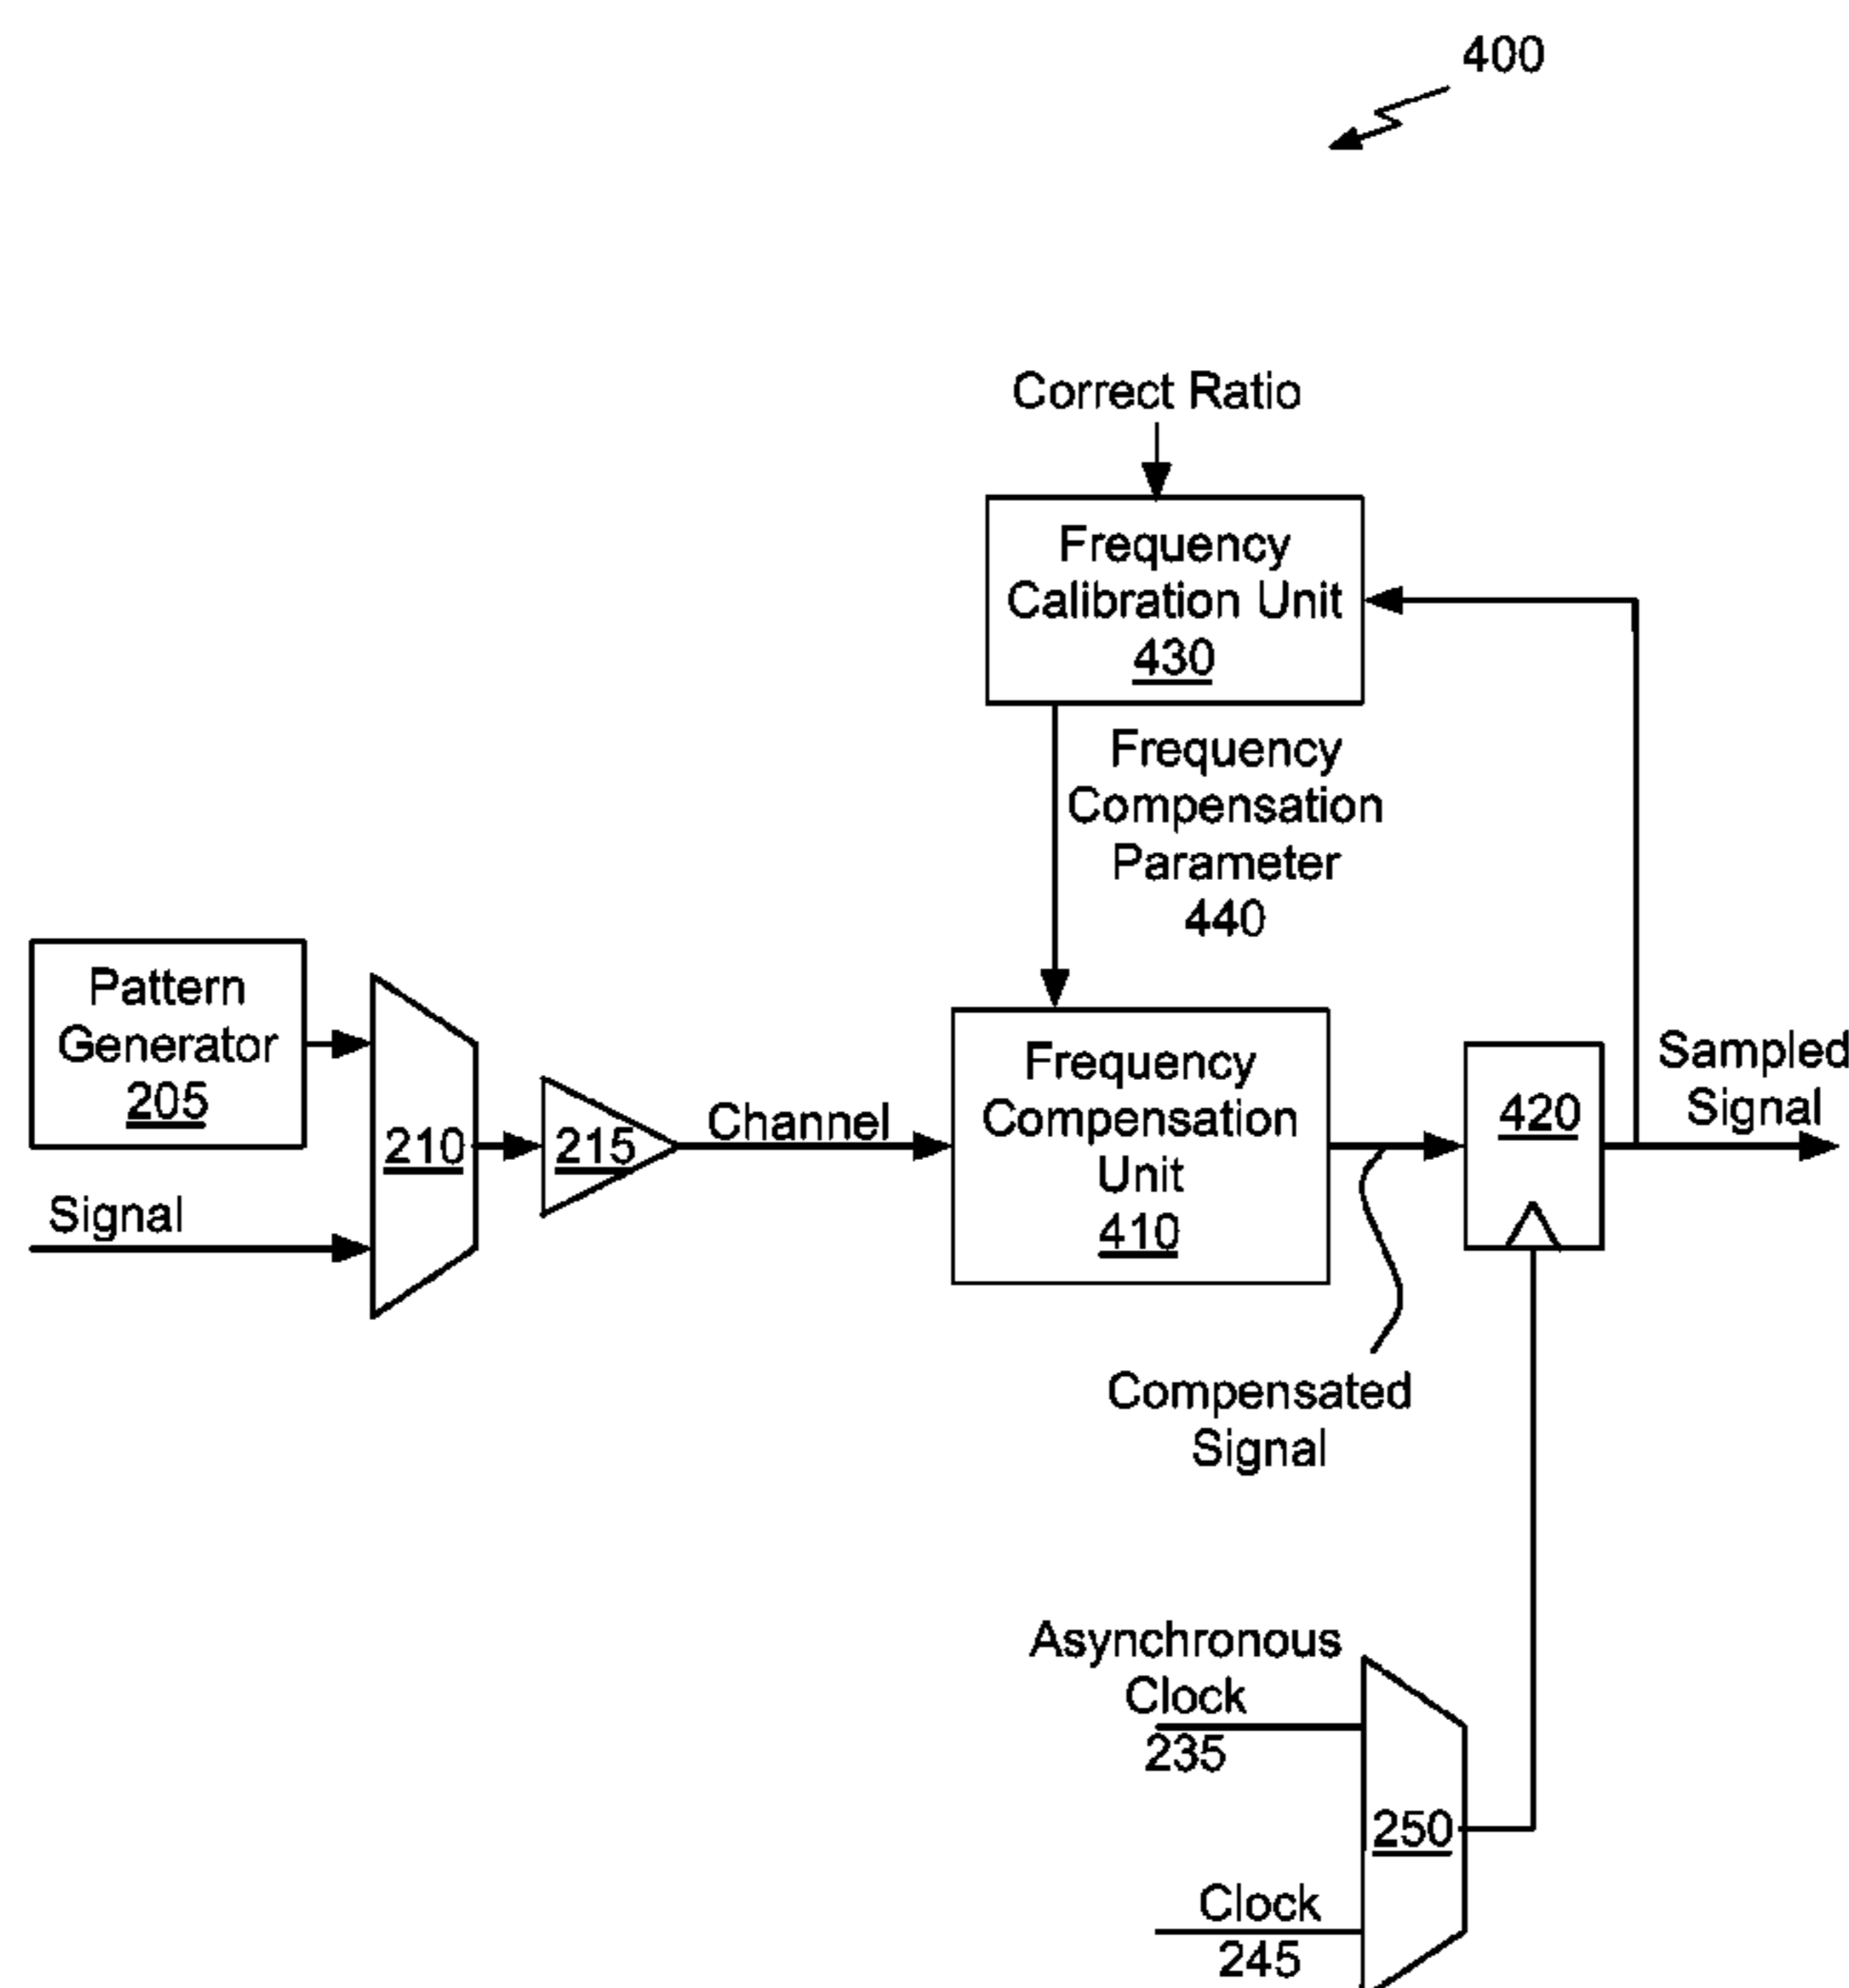 400
Correct Ratio
Frequency
Calibration Unit
430
Frequency
Compensation
Parameter
440
Pattern
Generator
205
Signal
210
215
Channel
Frequency
Compensation
Unit
410
420
Sampled
Signal
Compensated
Signal
Asynchronous
Clock
235
250
Clock
245